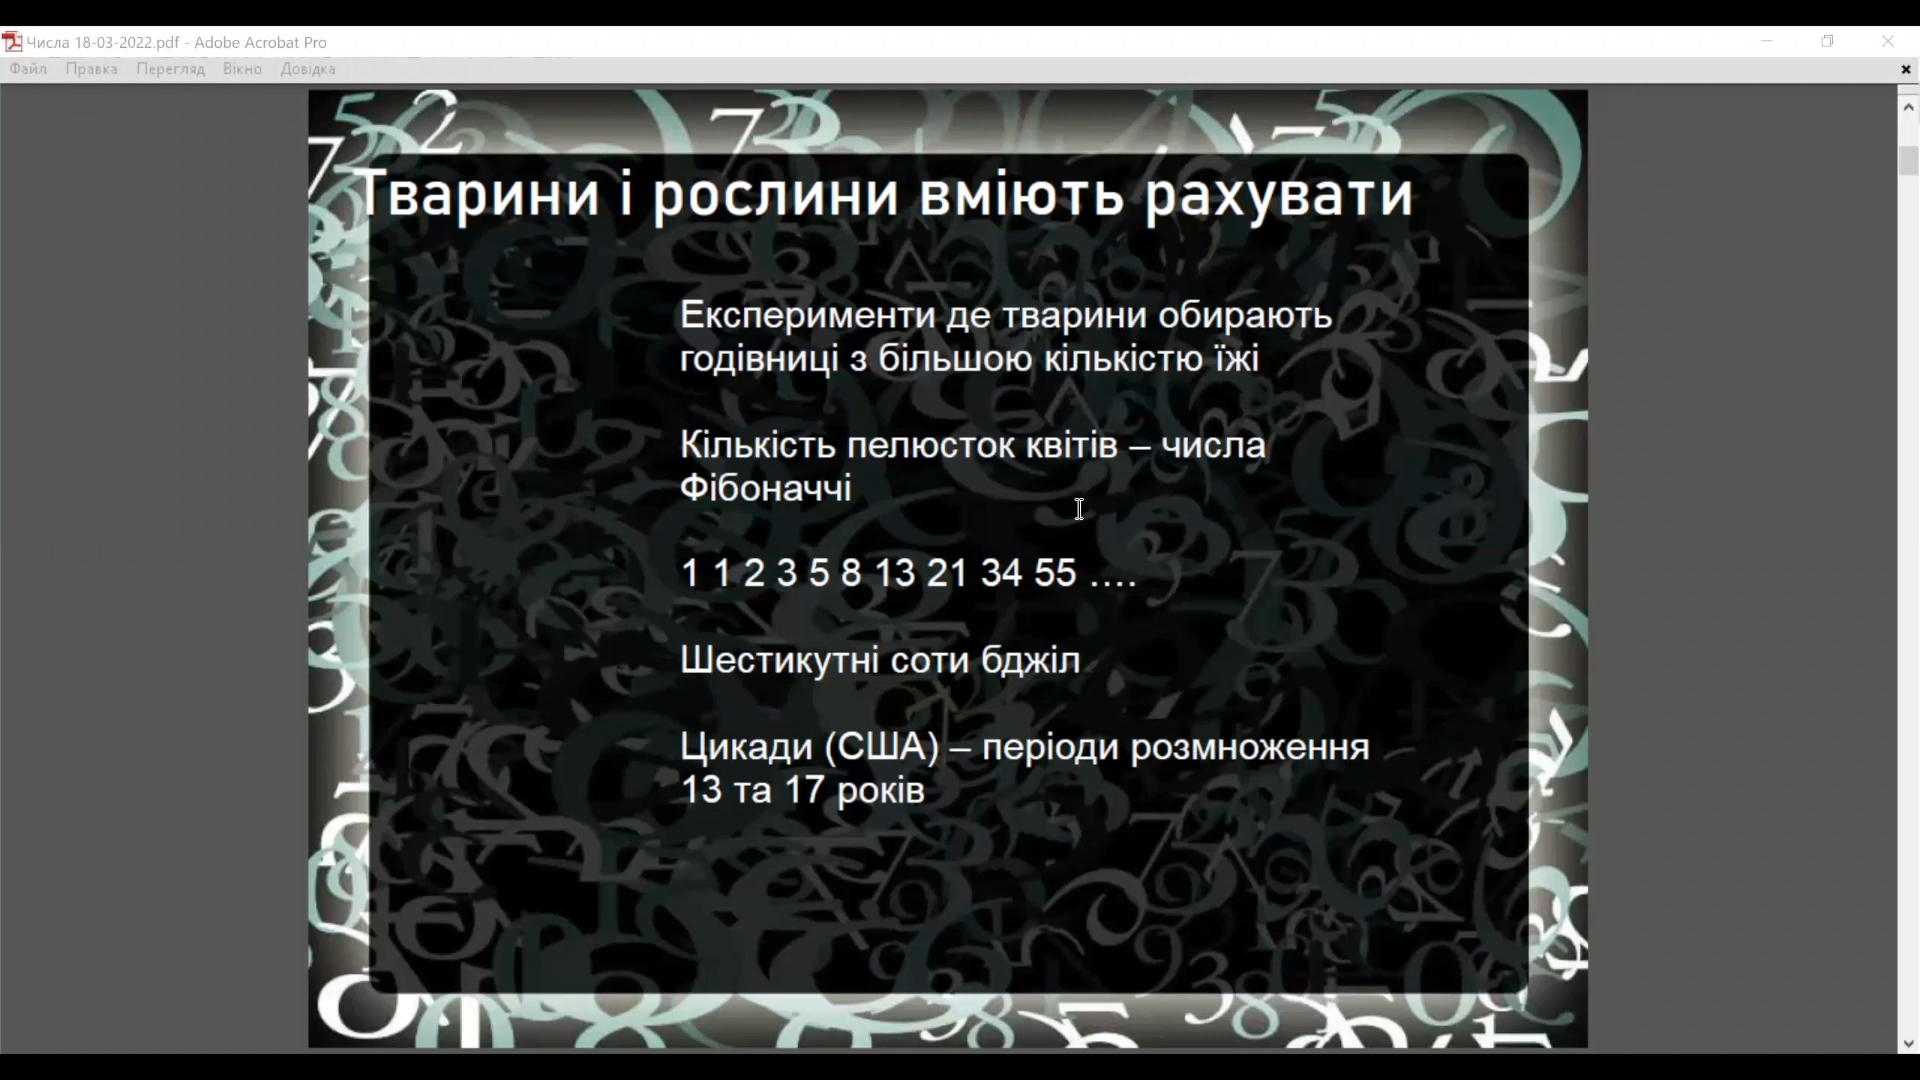 Числа 18-03-2022.pdf - Adobe Acrobat Pro
Файл Правка Перегляд Вікно Довідка
Тварини і рослини вміють рахувати
Експерименти де тварини обирають
годівниці з більшою кількістю їжі
Кількість пелюсток квітів – числа
Фібоначчі
1 1 2 3 5 8 13 21 34 55 ....
Шестикутні соти бджіл
Цикади (США) – періоди розмноження
13 та 17 років